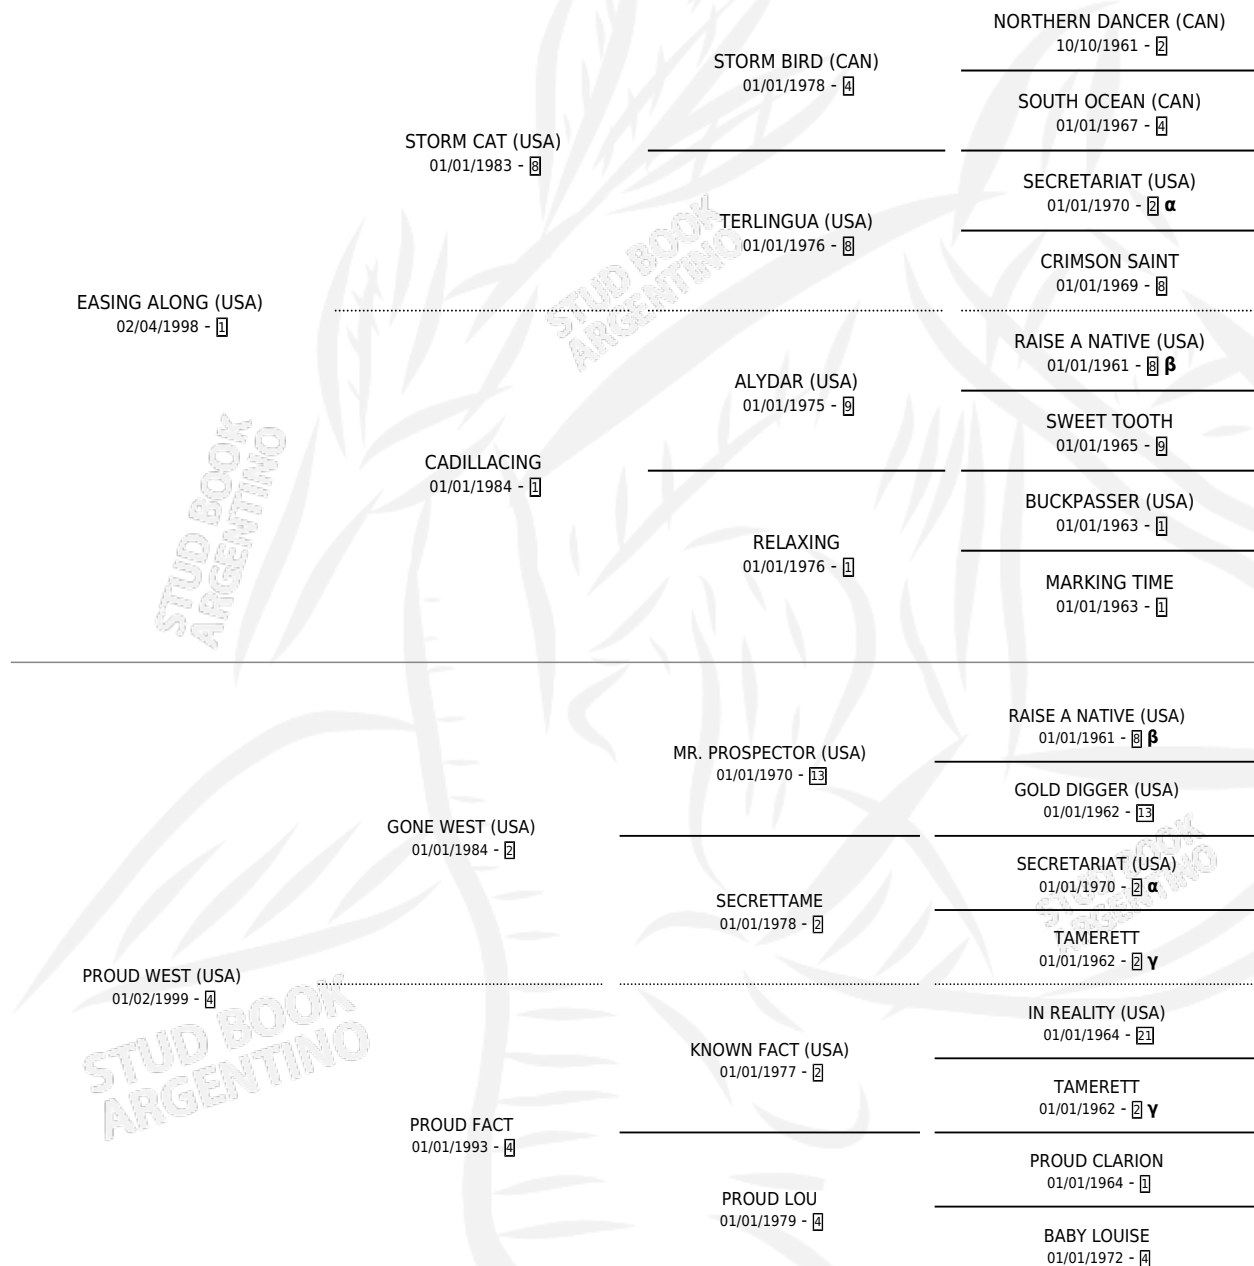 NORTHERN DANCER (CAN)
10/10/1961 - 2
STORM BIRD (CAN)
01/01/1978 - 4
SOUTH OCEAN (CAN)
01/01/1967 - 4
STORM CAT (USA)
01/01/1983 - 8
SECRETARIAT (USA)
01/01/1970 - 2 α
TERLINGUA (USA)
01/01/1976 - 8
CRIMSON SAINT
01/01/1969 - 8
STUD BOOK
ARGENTINO
EASING ALONG (USA)
02/04/1998 - 1
RAISE A NATIVE (USA)
01/01/1961 - 8 β
ALYDAR (USA)
01/01/1975 - 9
SWEET TOOTH
01/01/1965 - 9
CADILLACING
01/01/1984 - 1
BUCKPASSER (USA)
01/01/1963 - 1
RELAXING
01/01/1976 - 1
MARKING TIME
01/01/1963 - 1
STUD BOOK
ARGENTINO
RAISE A NATIVE (USA)
01/01/1961 - 8 β
MR. PROSPECTOR (USA)
01/01/1970 - 13
GOLD DIGGER (USA)
01/01/1962 - 13
GONE WEST (USA)
01/01/1984 - 2
SECRETARIAT (USA)
01/01/1970 - 2 α
SECRETTAME
01/01/1978 - 2
TAMERETT
01/01/1962 - 2 γ
STUD BOOK
ARGENTINO
PROUD WEST (USA)
01/02/1999 - 4
IN REALITY (USA)
01/01/1964 - 21
KNOWN FACT (USA)
01/01/1977 - 2
TAMERETT
01/01/1962 - 2 γ
PROUD FACT
01/01/1993 - 4
PROUD CLARION
01/01/1964 - 1
PROUD LOU
01/01/1979 - 4
BABY LOUISE
01/01/1972 - 4
STUD BOOK
ARGENTINO